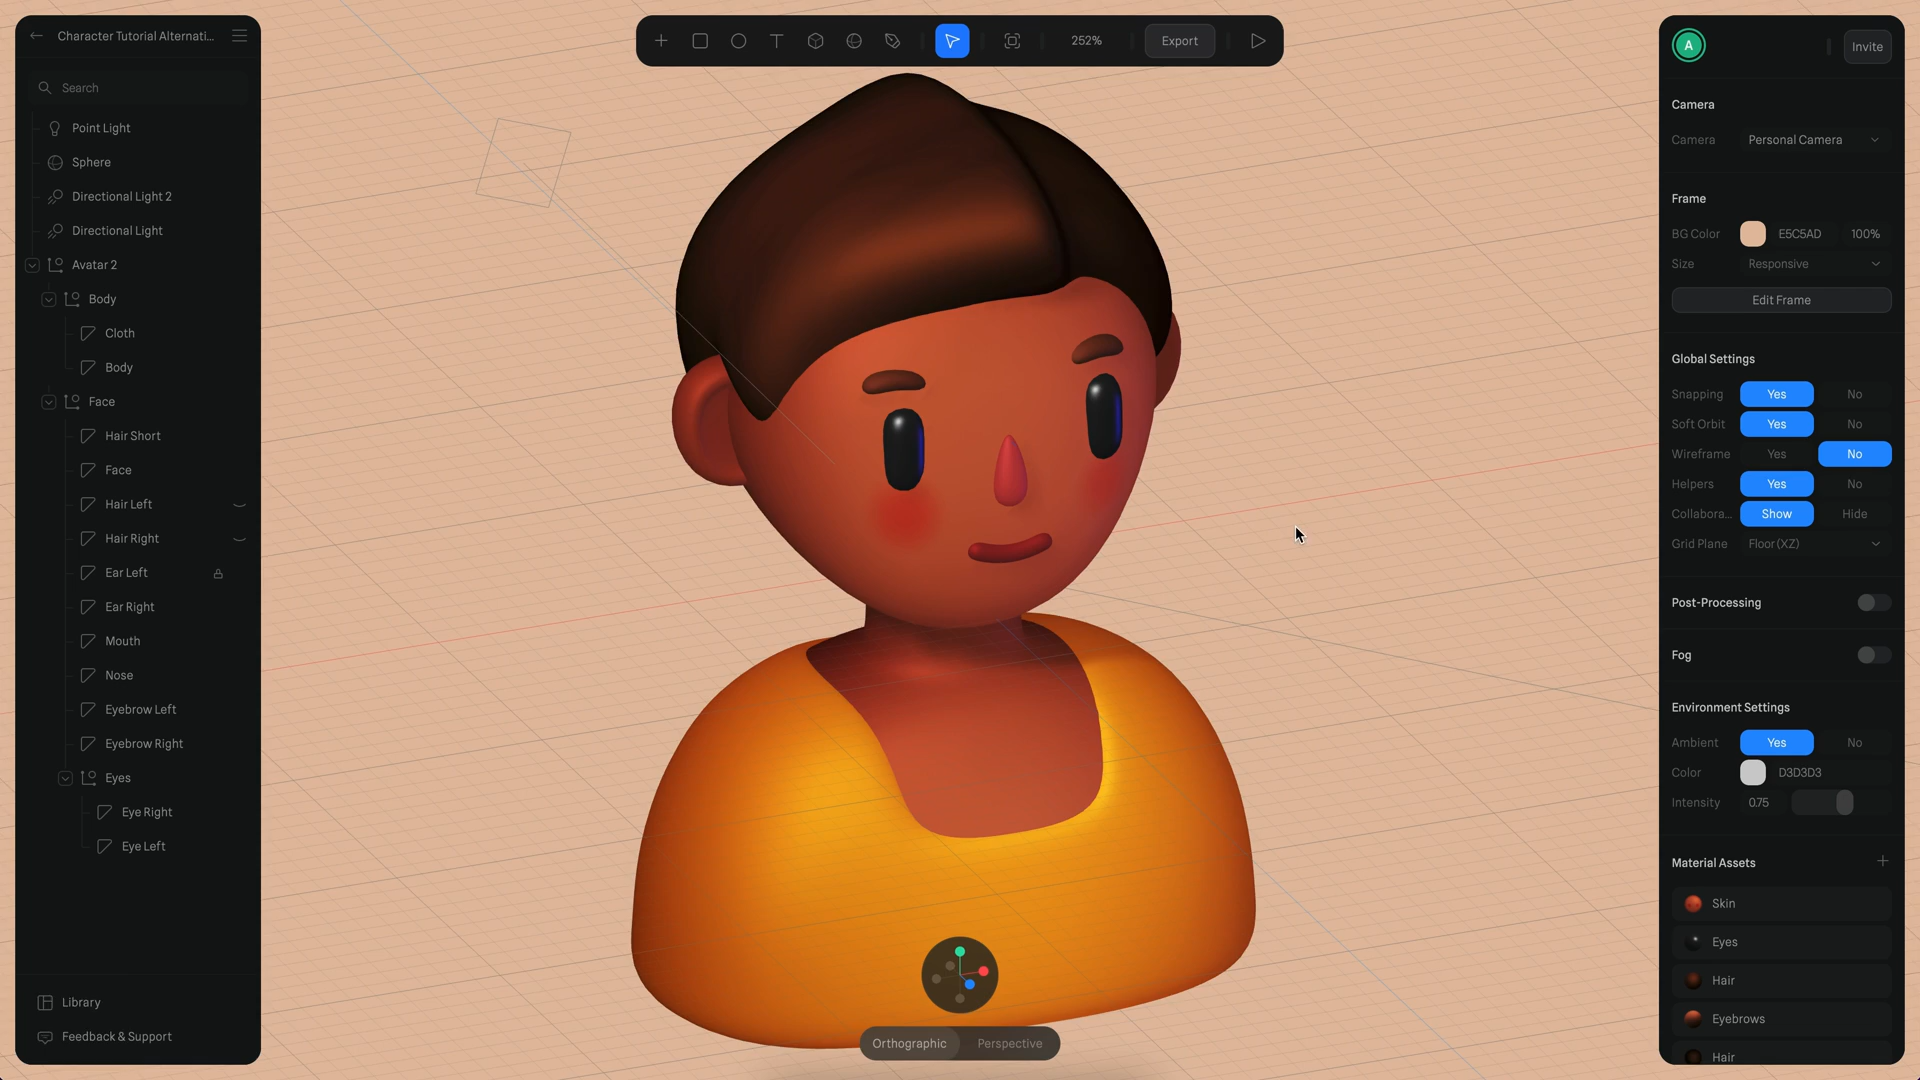 Character Tutorial Alternati...
Search
Point Light
Sphere
Directional Light 2
Directional Light
Avatar 2
Body
Cloth
Body
Face
Hair Short
Face
Hair Left
Hair Right
Ear Left
Ear Right
Mouth
Nose
Eyebrow Left
Eyebrow Right
Eyes
Eye Right
Eye Left
Library
Feedback & Support
252%
Export
Orthographic Perspective
A
Invite
Camera
Camera Personal Camera
Frame
BG Color E5C5AD 100%
Size Responsive
Edit Frame
Global Settings
Snapping Yes No
Soft Orbit Yes No
Wireframe Yes No
Helpers Yes No
Collabora... Show Hide
Grid Plane Floor (XZ)
Post-Processing
Fog
Environment Settings
Ambient Yes No
Color D3D3D3
Intensity 0.75
Material Assets
Skin
Eyes
Hair
Eyebrows
Hair